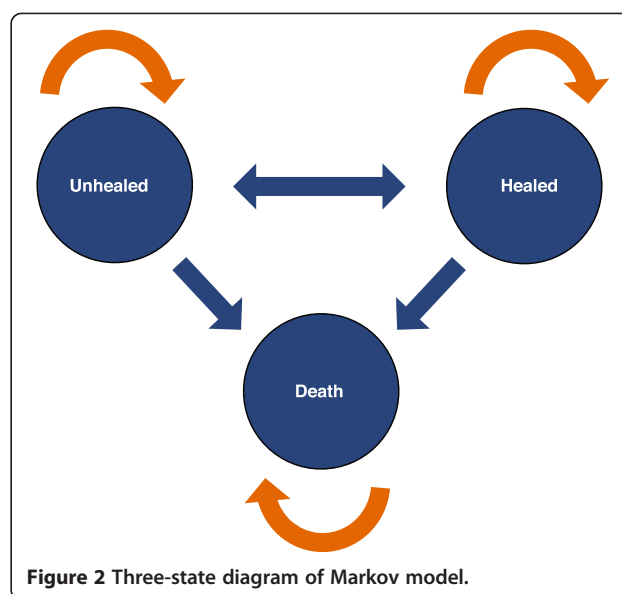 Unhealed
Healed
Death
Figure 2 Three-state diagram of Markov model.